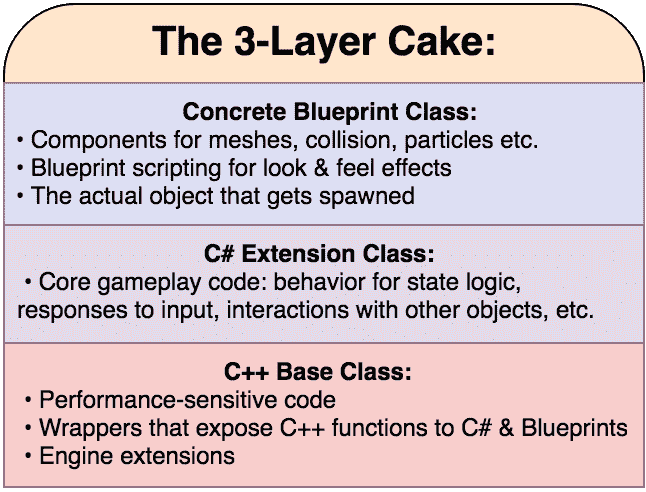 The 3-Layer Cake:
Concrete Blueprint Class:
• Components for meshes, collision, particles etc.
• Blueprint scripting for look & feel effects
• The actual object that gets spawned
C# Extension Class:
• Core gameplay code: behavior for state logic,
responses to input, interactions with other objects, etc.
C++ Base Class:
• Performance-sensitive code
• Wrappers that expose C++ functions to C# & Blueprints
• Engine extensions